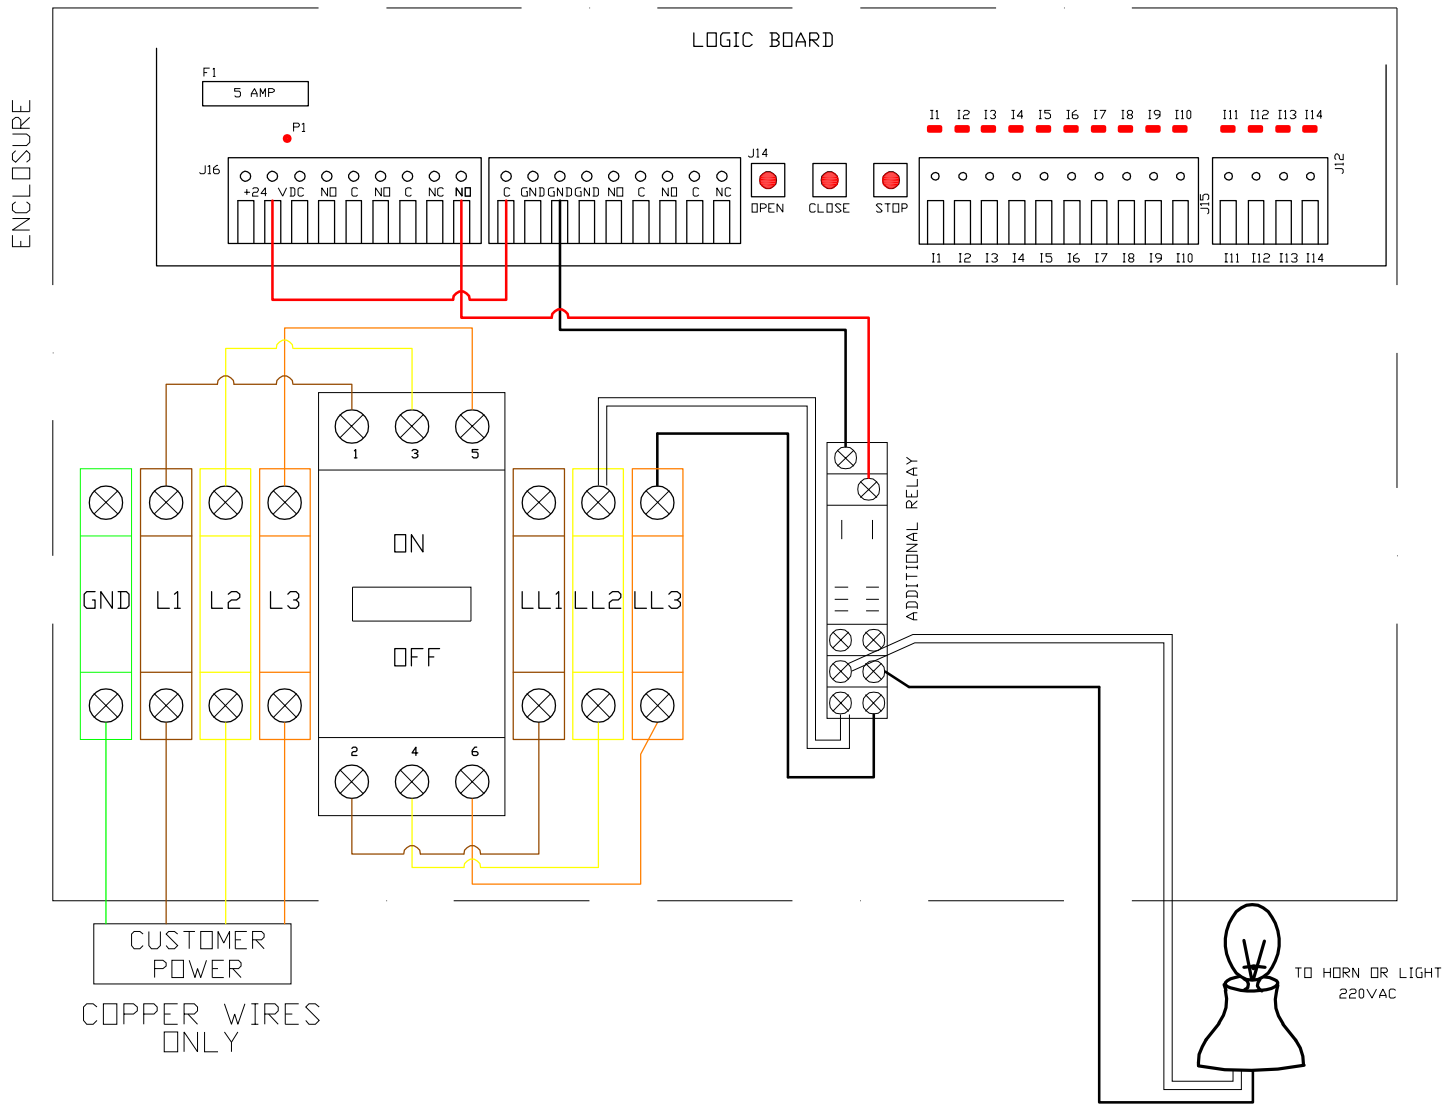 LOGIC BOARD
ENCLOSURE
F1
5 AMP
P1
J16
+24 VDC NO C NO C NC NO
C GND GND GND NO C NO C NC
J14
OPEN CLOSE STOP
I1 I2 I3 I4 I5 I6 I7 I8 I9 I10
I11 I12 I13 I14
J15
J12
I1 I2 I3 I4 I5 I6 I7 I8 I9 I10
I11 I12 I13 I14
1 3 5
ON
OFF
2 4 6
GND L1 L2 L3
LL1 LL2 LL3
ADDITIONAL RELAY
CUSTOMER
POWER
COPPER WIRES
ONLY
TO HORN OR LIGHT
220VAC